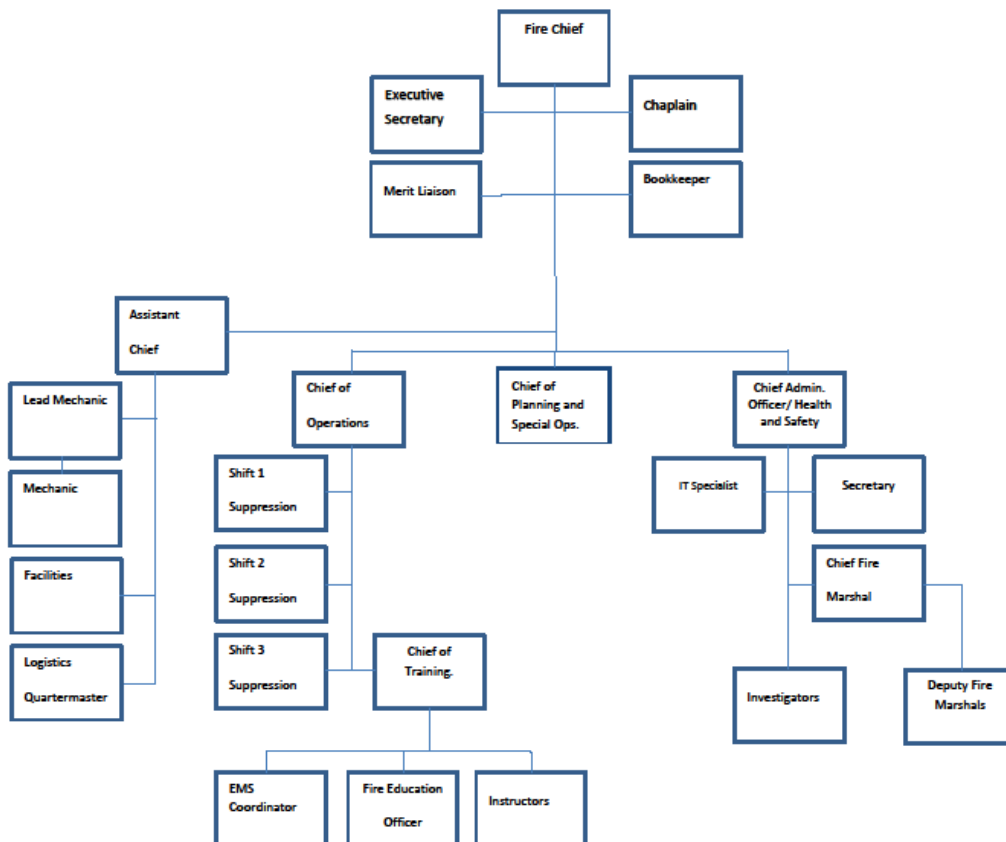 Fire Chief
Executive
Secretary
Chaplain
Merit Liaison
Bookkeeper
Assistant
Chief
Lead Mechanic
Mechanic
Facilities
Logistics
Quartermaster
Chief of
Operations
Shift 1
Suppression
Shift 2
Suppression
Shift 3
Suppression
Chief of
Training.
EMS
Coordinator
Fire Education
Officer
Instructors
Chief of
Planning and
Special Ops.
Chief Admin.
Officer/ Health
and Safety
IT Specialist
Secretary
Chief Fire
Marshal
Investigators
Deputy Fire
Marshals